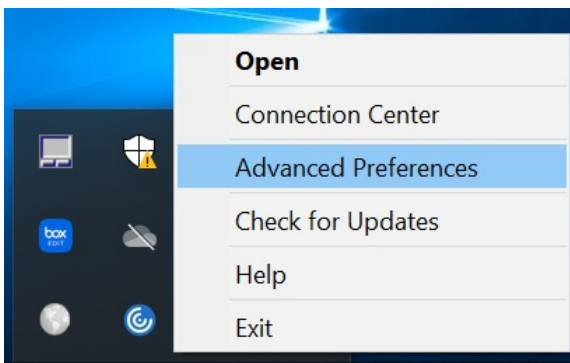 Open
Connection Center
Advanced Preferences
Check for Updates
Help
Exit
box
EDIT